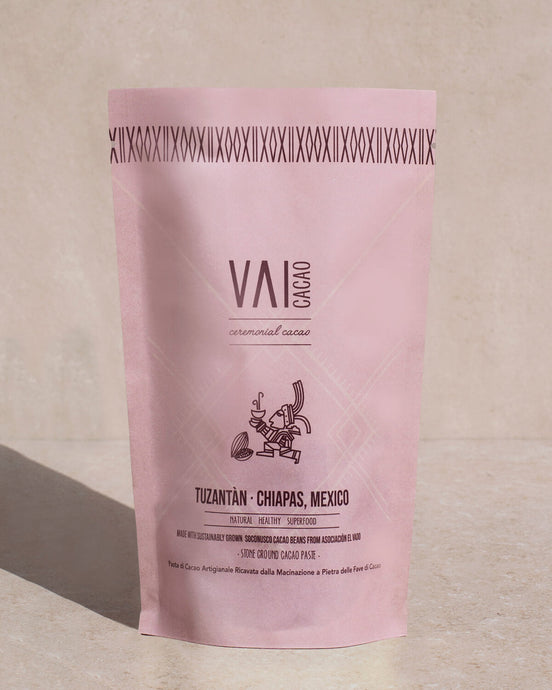 VAI CACAO
ceremonial cacao
TUZANTÀN · CHIAPAS, MEXICO
NATURAL HEALTHY SUPERFOOD
MADE WITH SUSTAINABLY GROWN SOCONUSCO CACAO BEANS FROM ASOCIACIÓN EL VADO
- STONE GROUND CACAO PASTE -
Pasta di Cacao Artigianale Ricavata dalla Macinazione a Pietra delle Fave di Cacao